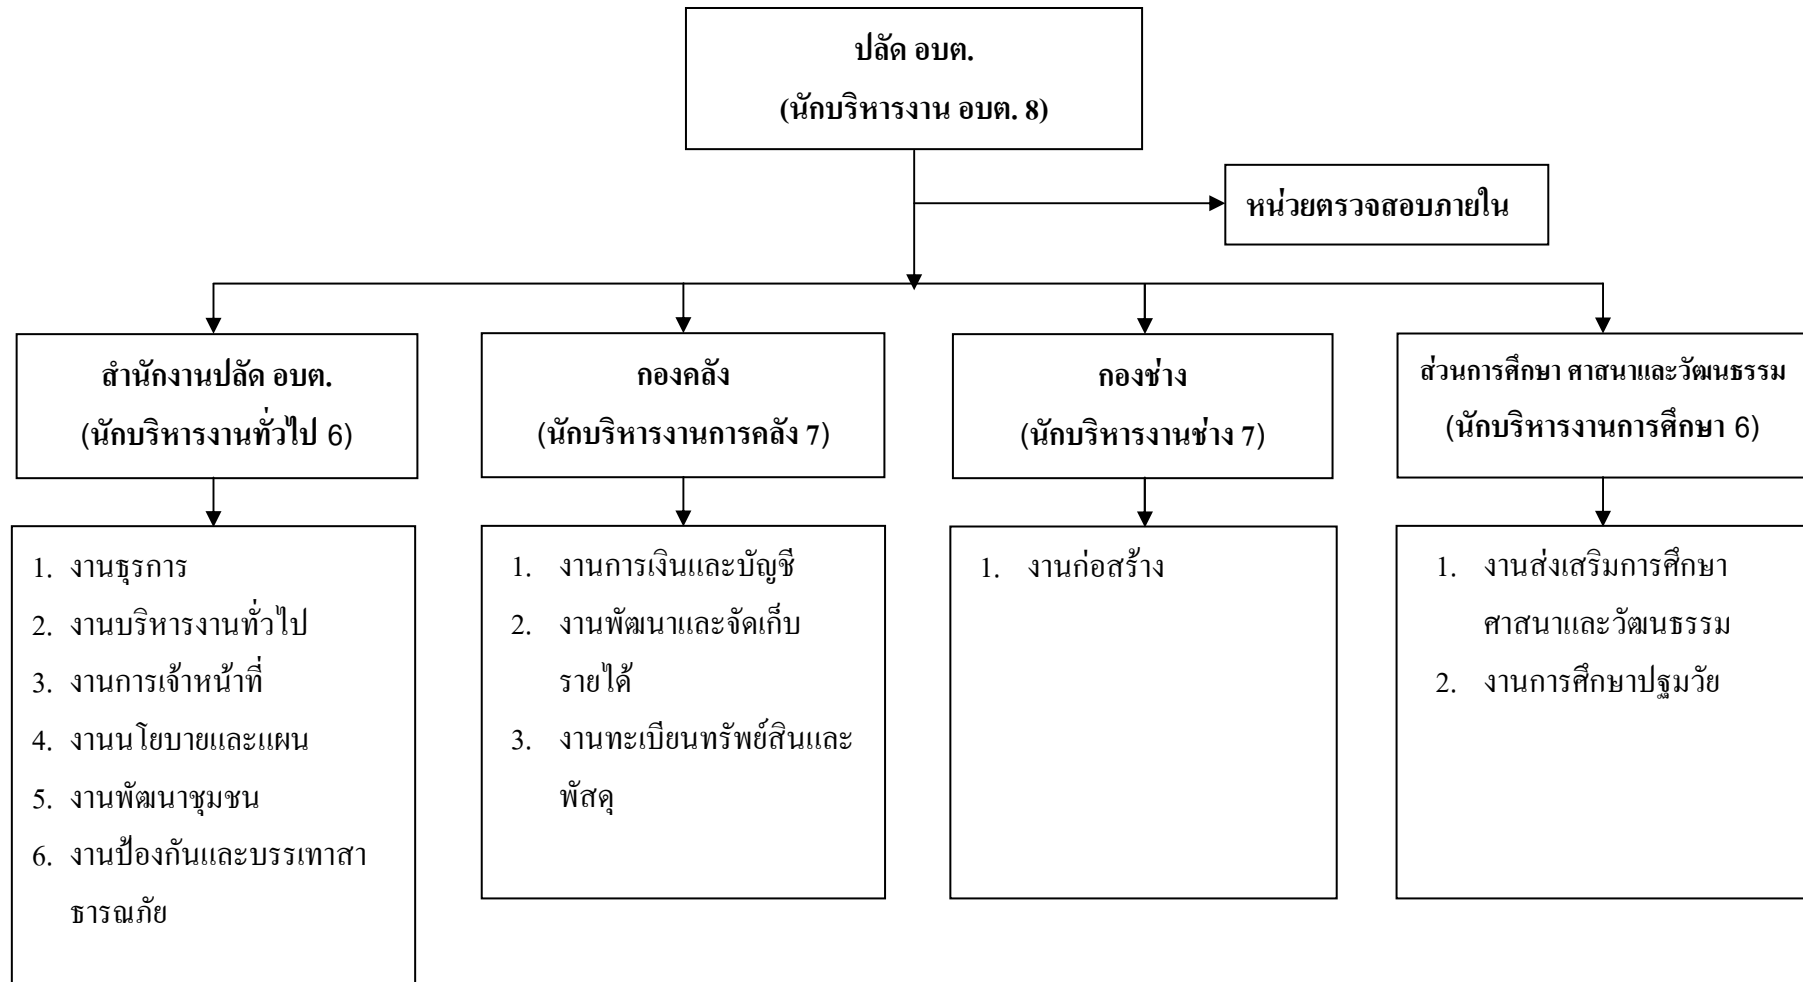 ปลัด อบต.
(นักบริหารงาน อบต. 8)
หน่วยตรวจสอบภายใน
สำนักงานปลัด อบต.
(นักบริหารงานทั่วไป 6)
กองคลัง
(นักบริหารงานการคลัง 7)
กองช่าง
(นักบริหารงานช่าง 7)
ส่วนการศึกษา ศาสนาและวัฒนธรรม
(นักบริหารงานการศึกษา 6)
1. งานธุรการ
2. งานบริหารงานทั่วไป
3. งานการเจ้าหน้าที่
4. งานนโยบายและแผน
5. งานพัฒนาชุมชน
6. งานป้องกันและบรรเทาสา
ธารณภัย
1. งานการเงินและบัญชี
2. งานพัฒนาและจัดเก็บ
รายได้
3. งานทะเบียนทรัพย์สินและ
พัสดุ
1. งานก่อสร้าง
1. งานส่งเสริมการศึกษา
ศาสนาและวัฒนธรรม
2. งานการศึกษาปฐมวัย